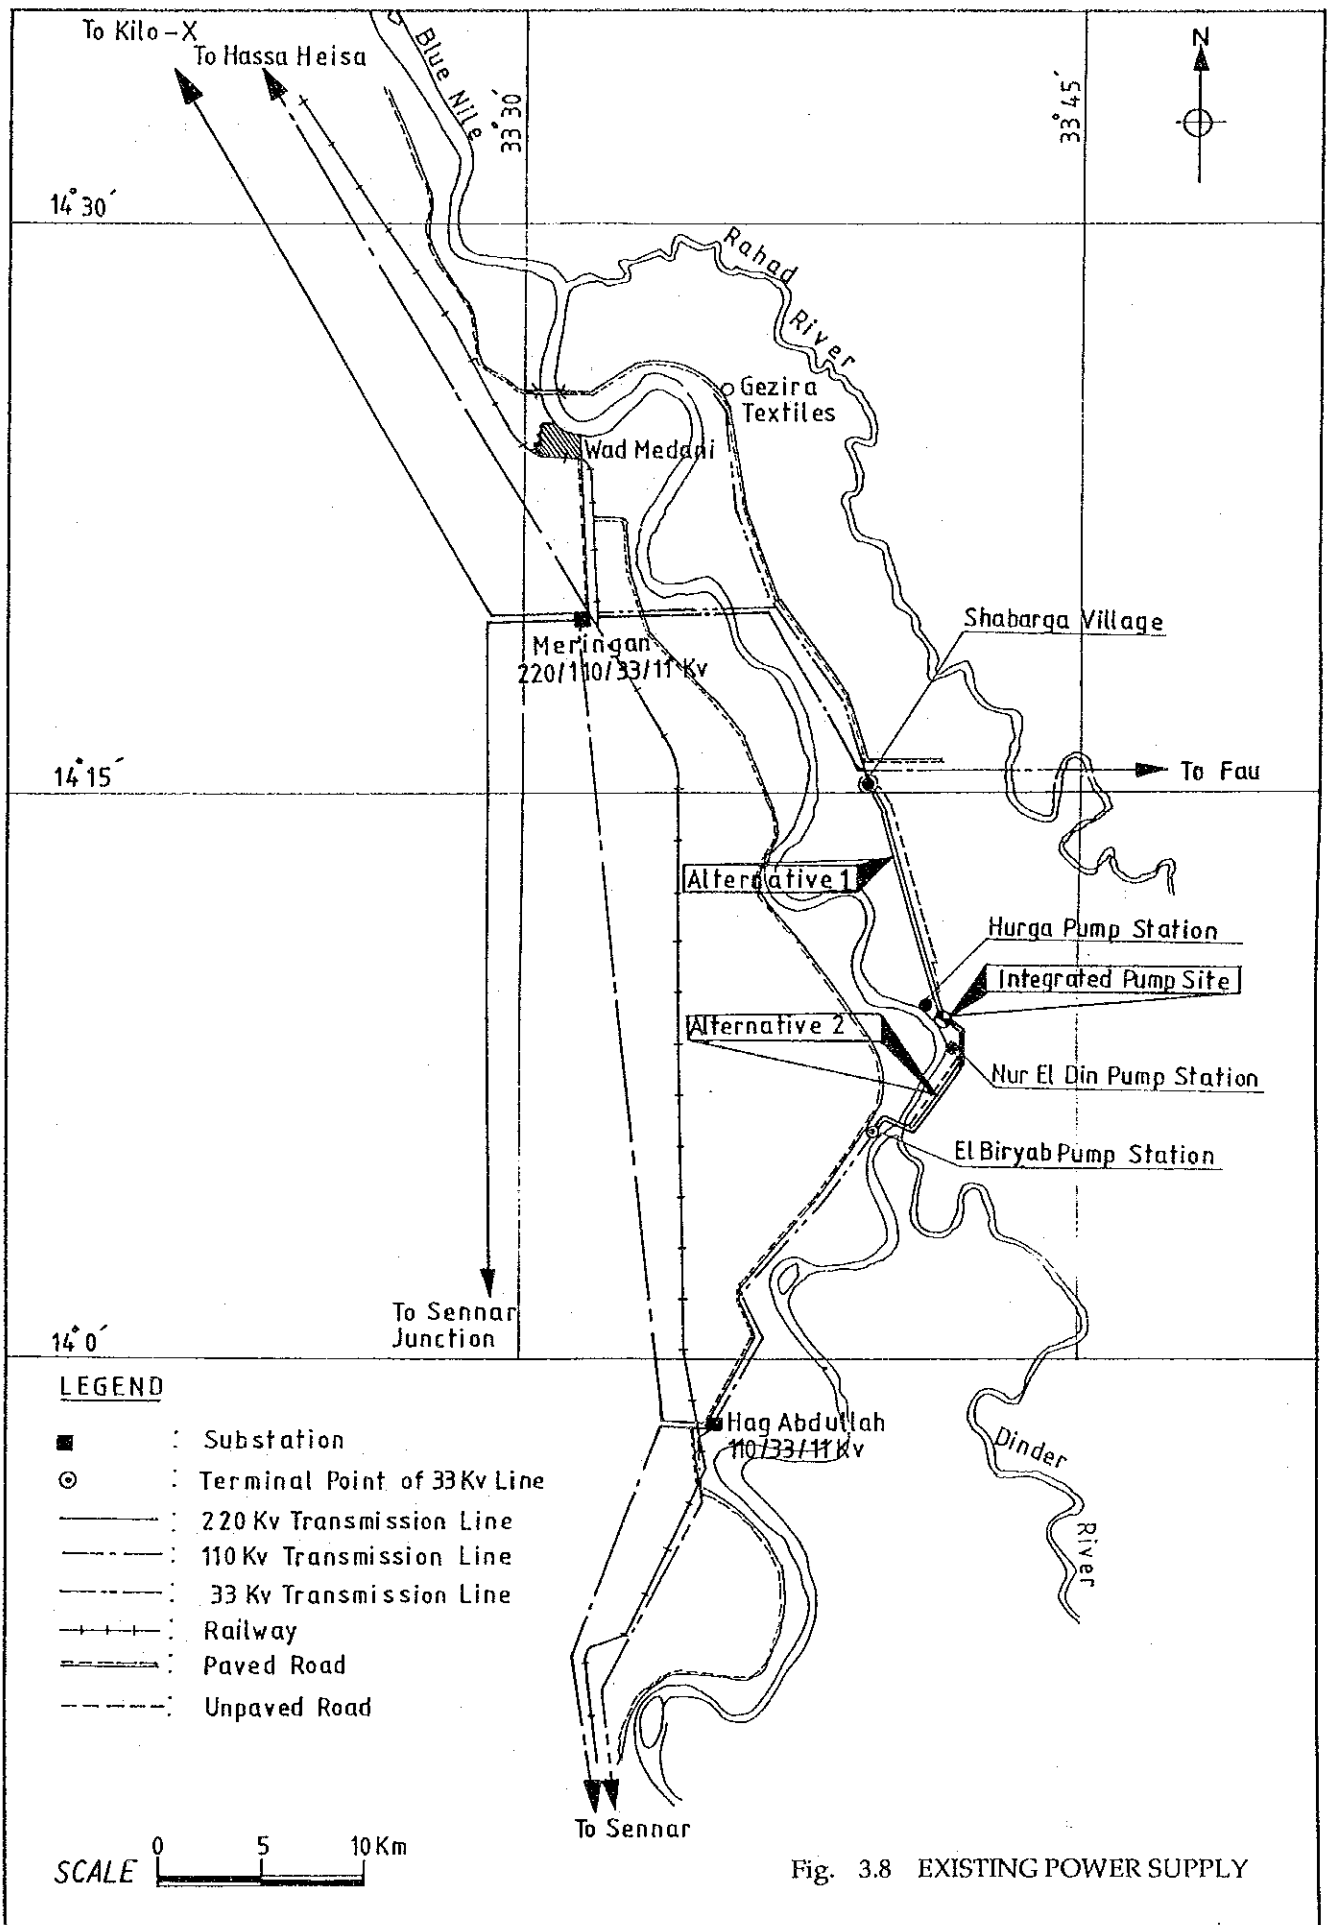 To Kilo-X
To Hassa Heisa
Blue Nile
33°30´
33°45´
N
14°30´
Rahad
River
Gezira
Textiles
Wad Medani
Shabarga Village
Meringan
220/110/33/11 Kv
14°15´
To Fau
Alternative 1
Hurga Pump Station
Integrated Pump Site
Alternative 2
Nur El Din Pump Station
El Biryab Pump Station
To Sennar
Junction
14°0´
LEGEND
: Substation
: Terminal Point of 33 Kv Line
: 220 Kv Transmission Line
: 110 Kv Transmission Line
: 33 Kv Transmission Line
: Railway
: Paved Road
: Unpaved Road
Hag Abdullah
110/33/11 Kv
Dinder
River
To Sennar
SCALE
0 5 10 Km
Fig. 3.8 EXISTING POWER SUPPLY